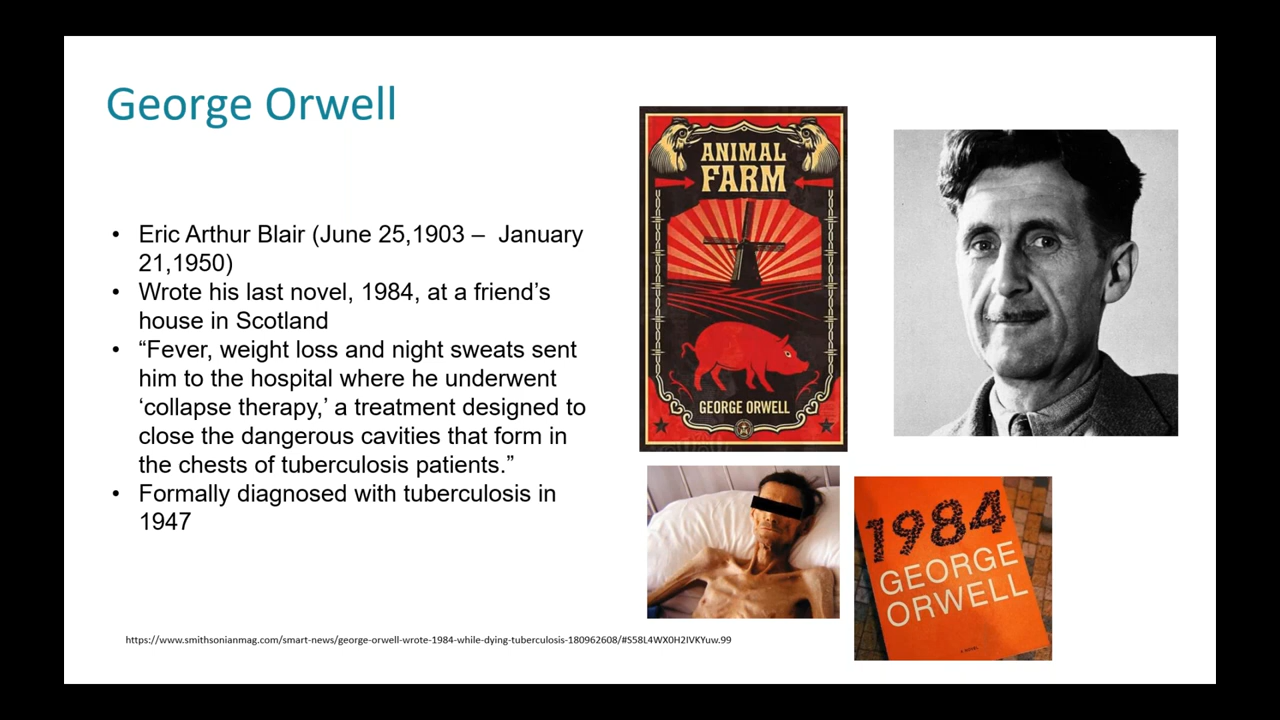 George Orwell
• Eric Arthur Blair (June 25,1903 –  January
21,1950)
• Wrote his last novel, 1984, at a friend’s
house in Scotland
• “Fever, weight loss and night sweats sent
him to the hospital where he underwent
‘collapse therapy,’ a treatment designed to
close the dangerous cavities that form in
the chests of tuberculosis patients.”
• Formally diagnosed with tuberculosis in
1947
https://www.smithsonianmag.com/smart-news/george-orwell-wrote-1984-while-dying-tuberculosis-180962608/#S58L4WX0H2IVKYuw.99
ANIMAL
FARM
GEORGE ORWELL
1984
GEORGE
ORWELL
A NOVEL